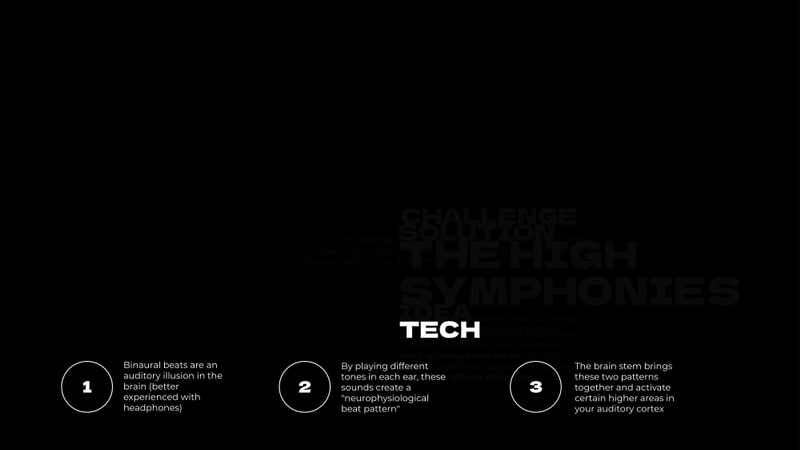 CHALLENGE
SOLUTION
THE HIGH
SYMPHONIES
IDEA
TECH
1
Binaural beats are an
auditory illusion in the
brain (better
experienced with
headphones)
2
By playing different
tones in each ear, these
sounds create a
"neurophysiological
beat pattern"
3
The brain stem brings
these two patterns
together and activate
certain higher areas in
your auditory cortex